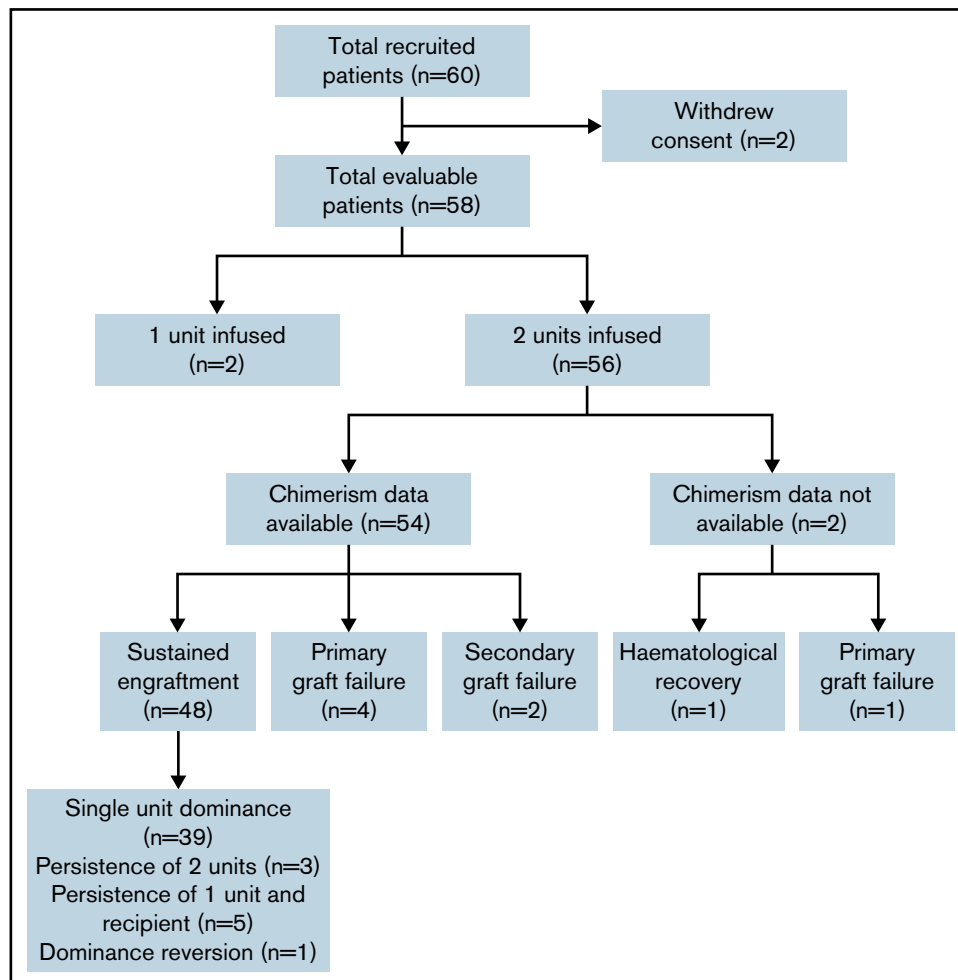 Total recruited
patients (n=60)
Withdrew
consent (n=2)
Total evaluable
patients (n=58)
1 unit infused
(n=2)
2 units infused
(n=56)
Chimerism data
available (n=54)
Chimerism data not
available (n=2)
Sustained
engraftment
(n=48)
Primary
graft failure
(n=4)
Secondary
graft failure
(n=2)
Haematological
recovery
(n=1)
Primary
graft failure
(n=1)
Single unit dominance
(n=39)
Persistence of 2 units (n=3)
Persistence of 1 unit and
recipient (n=5)
Dominance reversion (n=1)